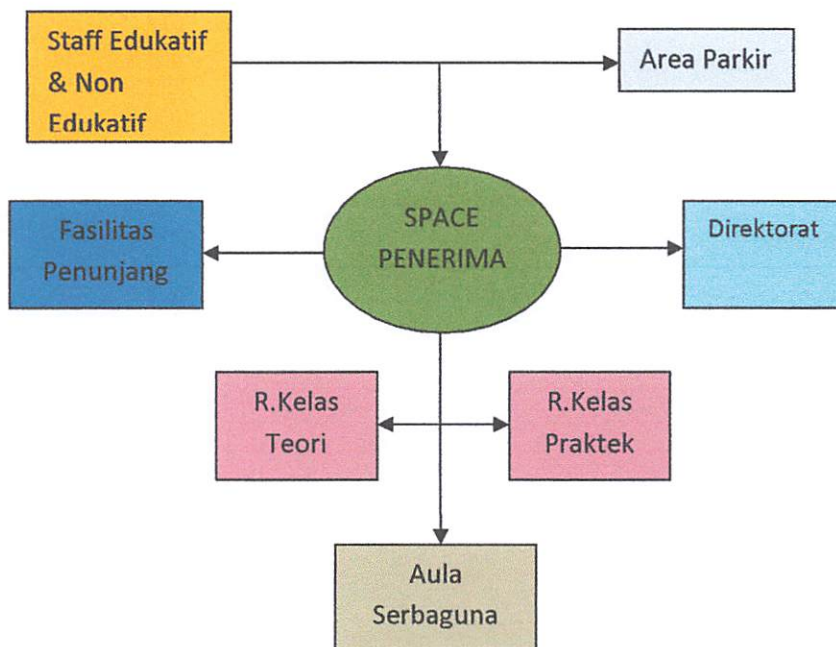 Staff Edukatif
& Non
Edukatif
Area Parkir
Fasilitas
Penunjang
SPACE
PENERIMA
Direktorat
R.Kelas
Teori
R.Kelas
Praktek
Aula
Serbaguna